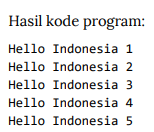 Hasil kode program:
Hello Indonesia 1
Hello Indonesia 2
Hello Indonesia 3
Hello Indonesia 4
Hello Indonesia 5